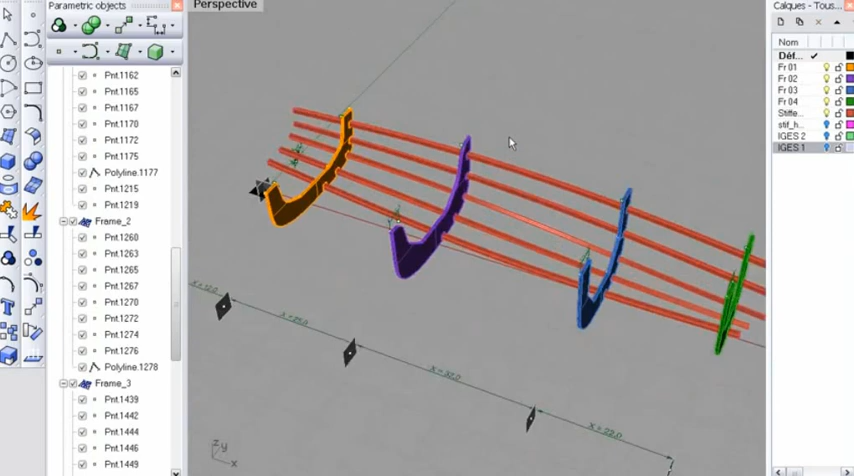 Parametric objects
Pnt.1162
Pnt.1165
Pnt.1167
Pnt.1170
Pnt.1172
Pnt.1175
Polyline.1177
Pnt.1215
Pnt.1219
Frame_2
Pnt.1260
Pnt.1263
Pnt.1265
Pnt.1267
Pnt.1270
Pnt.1272
Pnt.1274
Pnt.1276
Polyline.1278
Frame_3
Pnt.1439
Pnt.1442
Pnt.1444
Pnt.1446
Pnt.1449
Perspective
X = 32.0
X = 22.0
z
y
x
Calques - Tous...
Nom
Déf...
Fr 01
Fr 02
Fr 03
Fr 04
Stiffe...
stif_h...
IGES 2
IGES 1